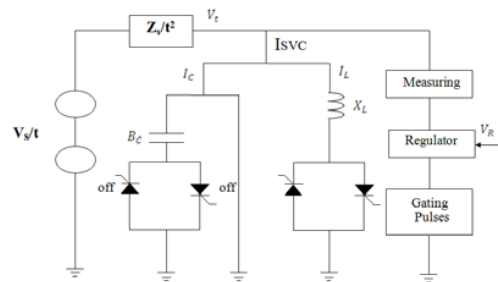 Zs/t²
Vt
ISVC
IC
IL
Measuring
XL
VS/t
BC
Regulator
VR
off
off
Gating
Pulses